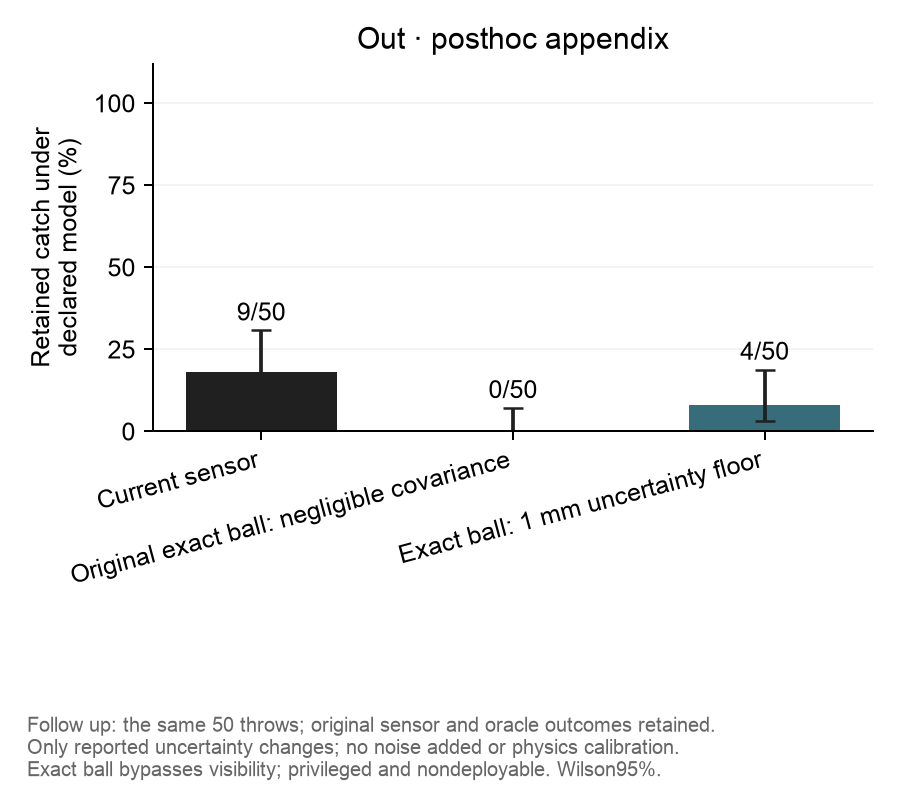 Out · posthoc appendix
Retained catch under
declared model (%)
100
75
50
25
0
9/50
0/50
4/50
Current sensor
Original exact ball: negligible covariance
Exact ball: 1 mm uncertainty floor
Follow up: the same 50 throws; original sensor and oracle outcomes retained.
Only reported uncertainty changes; no noise added or physics calibration.
Exact ball bypasses visibility; privileged and nondeployable. Wilson95%.